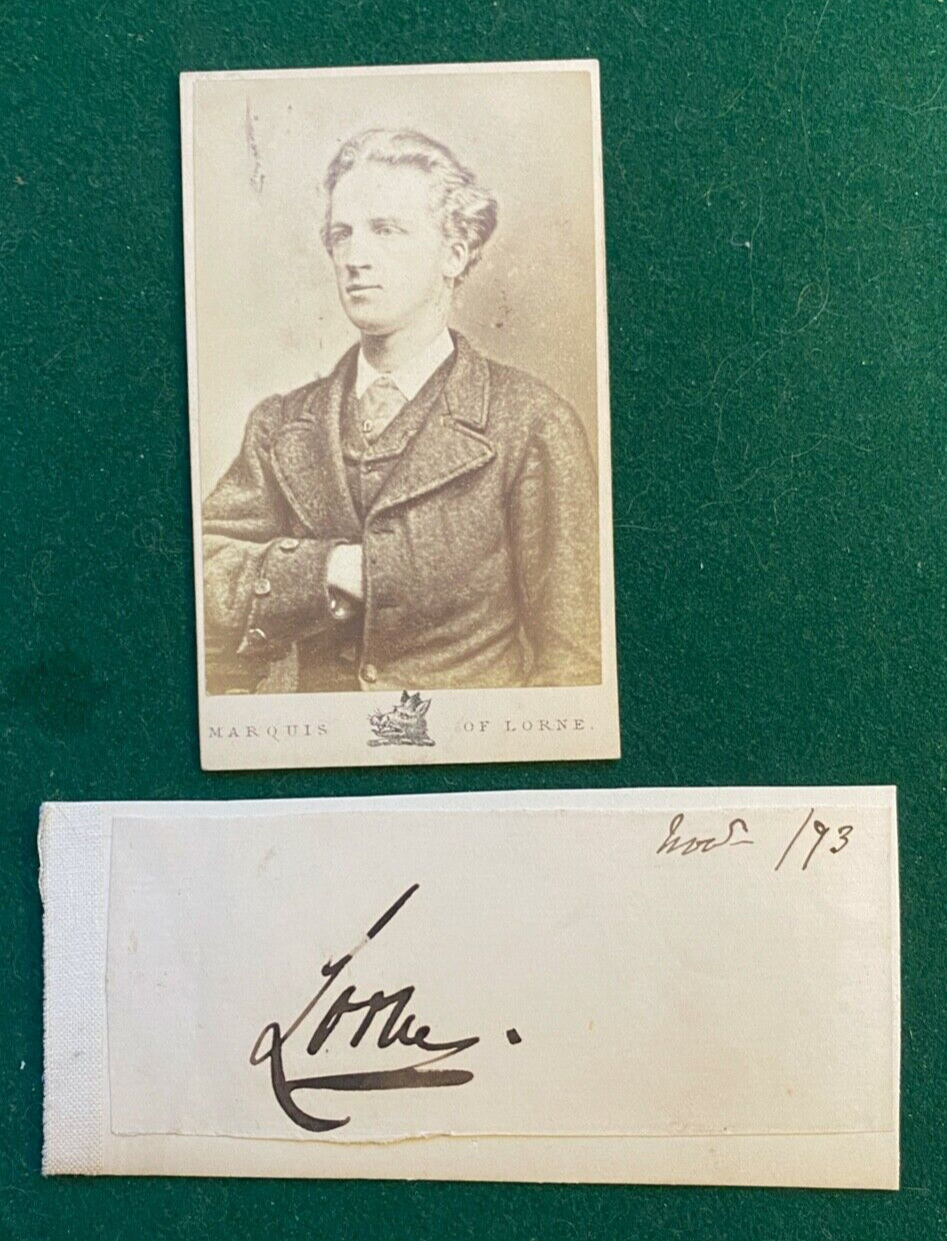 MARQUIS OF LORNE.
Nov- /93
Lorne.